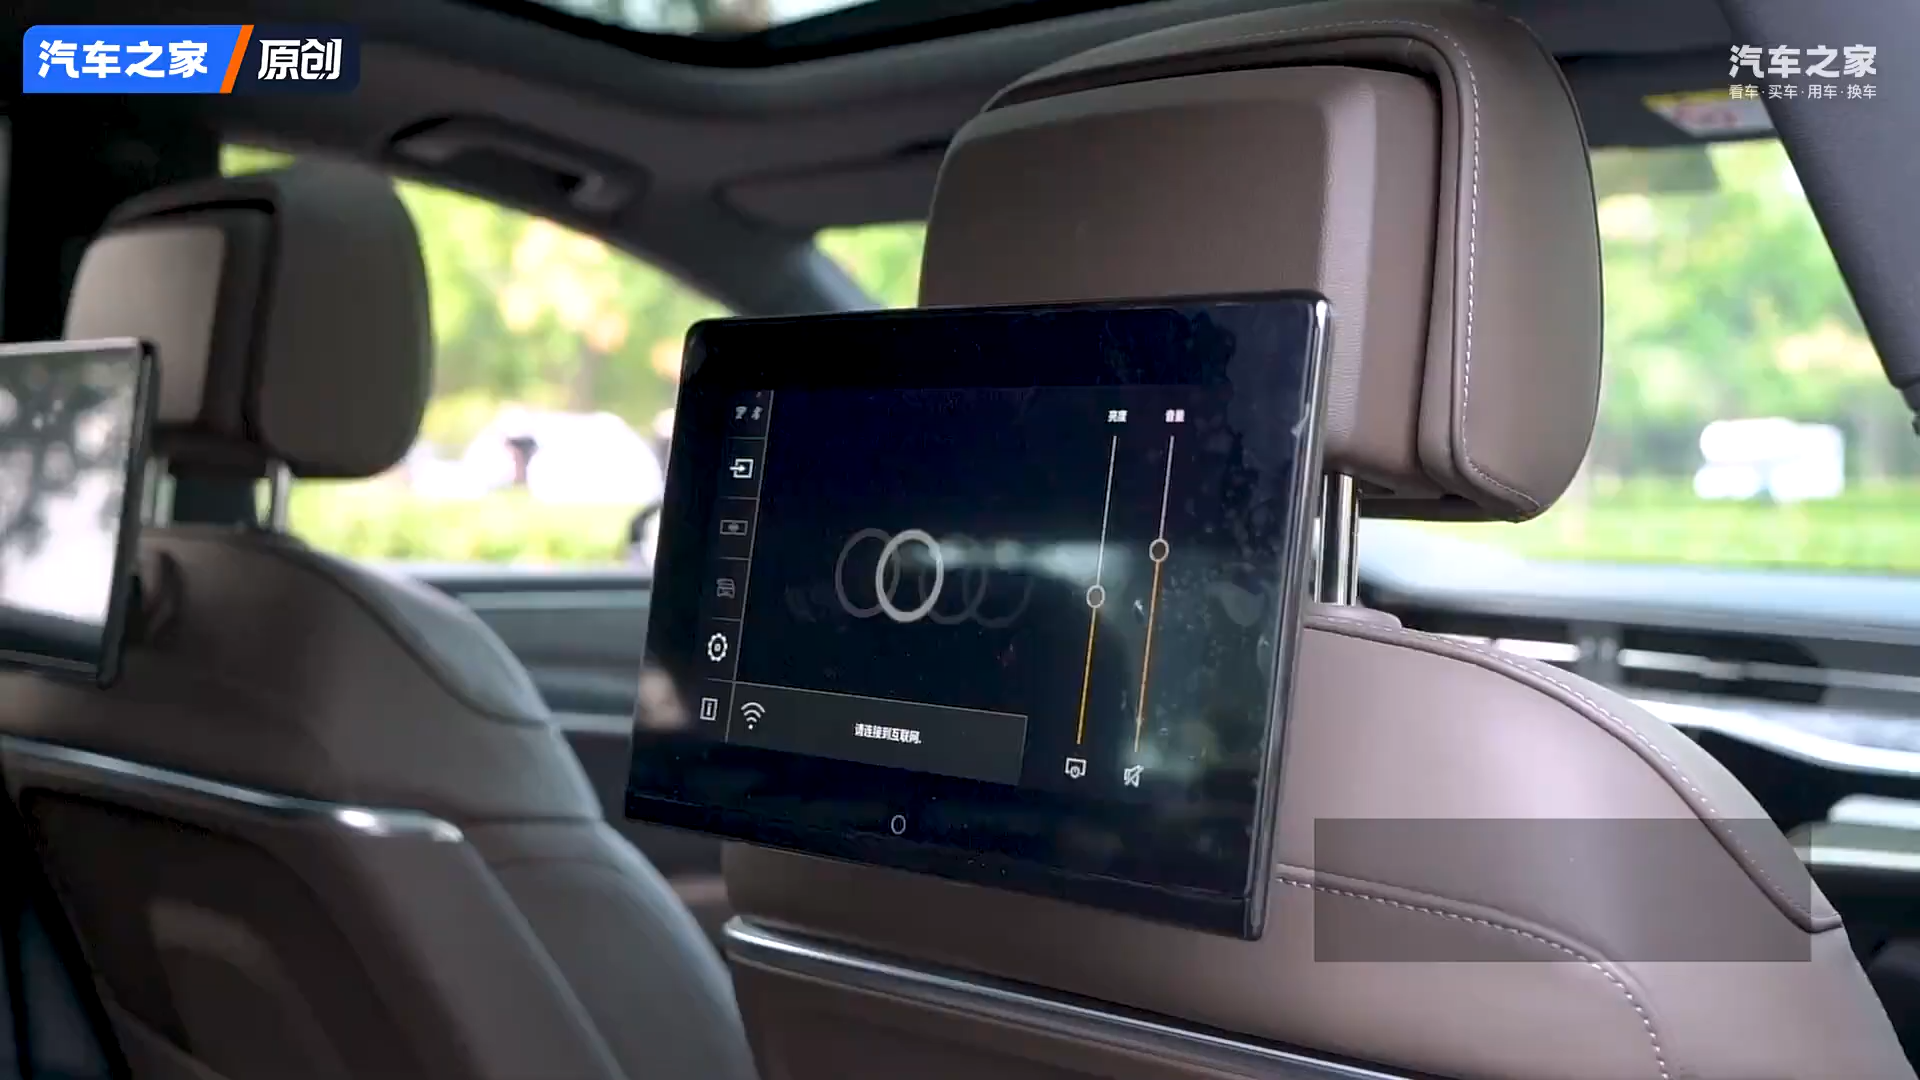 汽车之家 原创
汽车之家
看车·买车·用车·换车
亮度 音量
请连接到互联网。